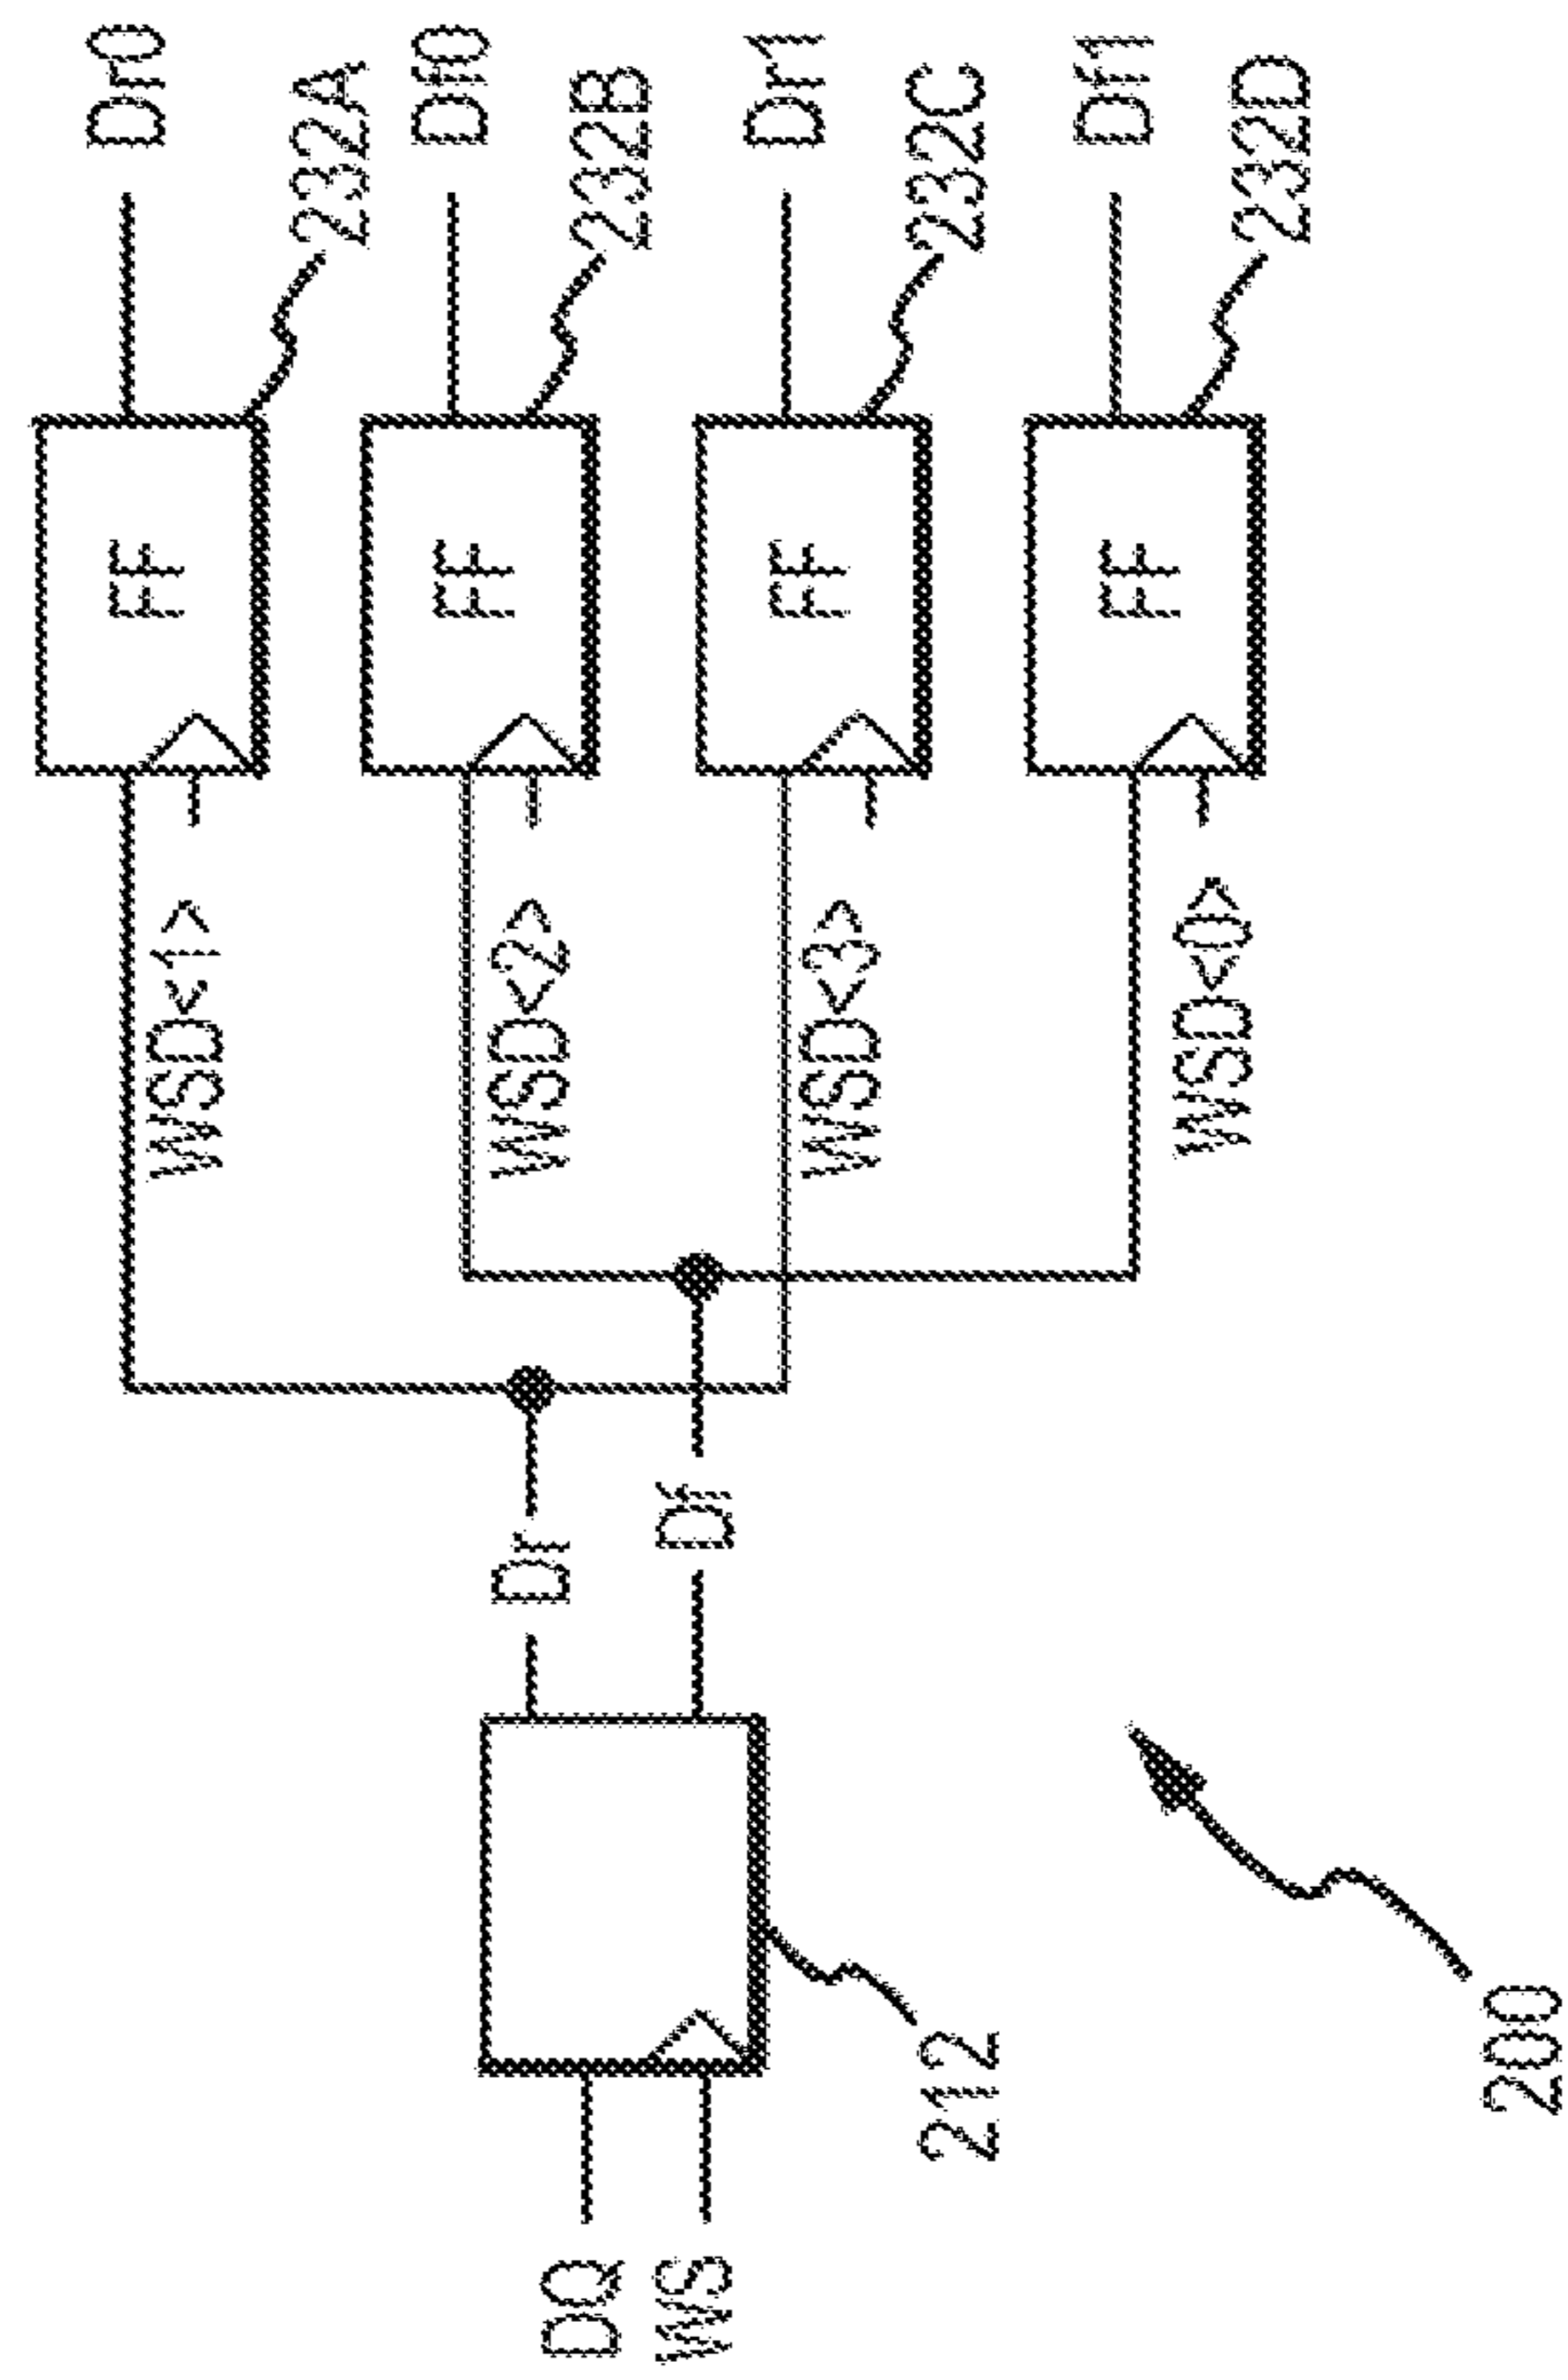 DQ
WS
212
200
Dr
Df
WSD<1>
WSD<2>
WSD<3>
WSD<0>
FF
FF
FF
FF
Dr0
232A
Df0
232B
Dr1
232C
Df1
232D